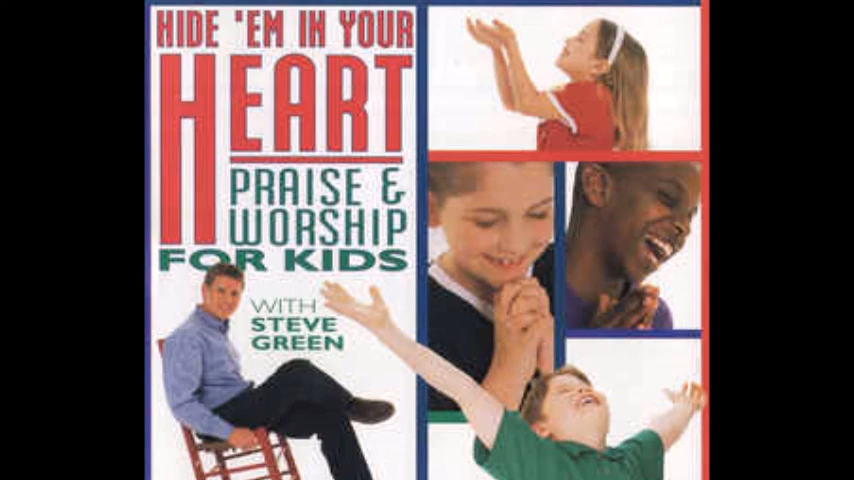 HIDE 'EM IN YOUR
HEART
PRAISE &
WORSHIP
FOR KIDS
WITH
STEVE
GREEN